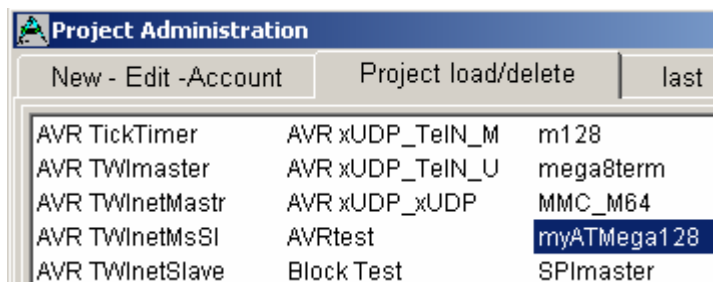 Project Administration
New - Edit -Account Project load/delete last
AVR TickTimer AVR xUDP_TelN_M m128
AVR TWImaster AVR xUDP_TelN_U mega8term
AVR TWInetMastr AVR xUDP_xUDP MMC_M64
AVR TWInetMsSl AVRtest myATMega128
AVR TWInetSlave Block Test SPImaster